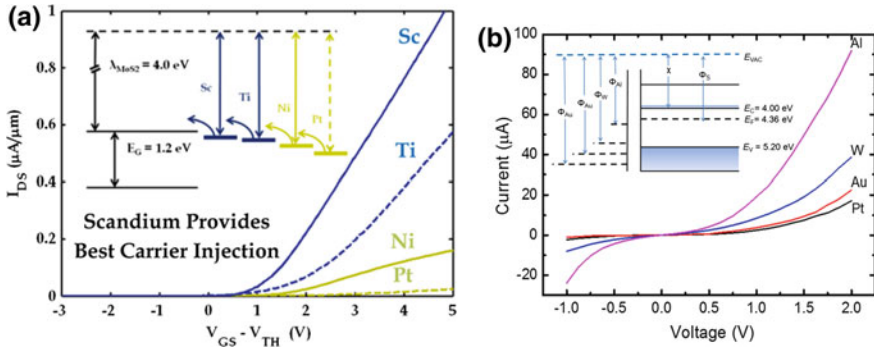 (a)
1
0.8
0.6
0.4
0.2
0
I_DS (μA/μm)
-3 -2 -1 0 1 2 3 4 5
V_GS - V_TH (V)
λ_MoS2 = 4.0 eV
E_G = 1.2 eV
Sc
Ti
Ni
Pt
Sc
Ti
Ni
Pt
Scandium Provides
Best Carrier Injection
(b)
100
80
60
40
20
0
-20
Current (μA)
-1.0 -0.5 0.0 0.5 1.0 1.5 2.0
Voltage (V)
E_VAC
Φ_Al
Φ_W
Φ_Au
Φ_Au
χ
Φ_S
E_C = 4.00 eV
E_F = 4.36 eV
E_V = 5.20 eV
Al
W
Au
Pt